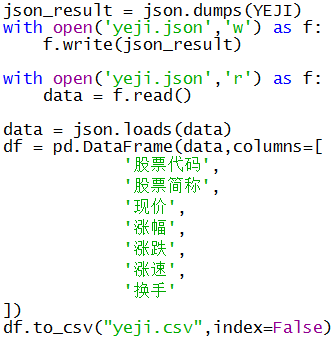 json_result = json.dumps(YEJI)
with open('yeji.json','w') as f:
    f.write(json_result)

with open('yeji.json','r') as f:
    data = f.read()

data = json.loads(data)
df = pd.DataFrame(data,columns=[
            '股票代码',
            '股票简称',
            '现价',
            '涨幅',
            '涨跌',
            '涨速',
            '换手'
])
df.to_csv("yeji.csv",index=False)